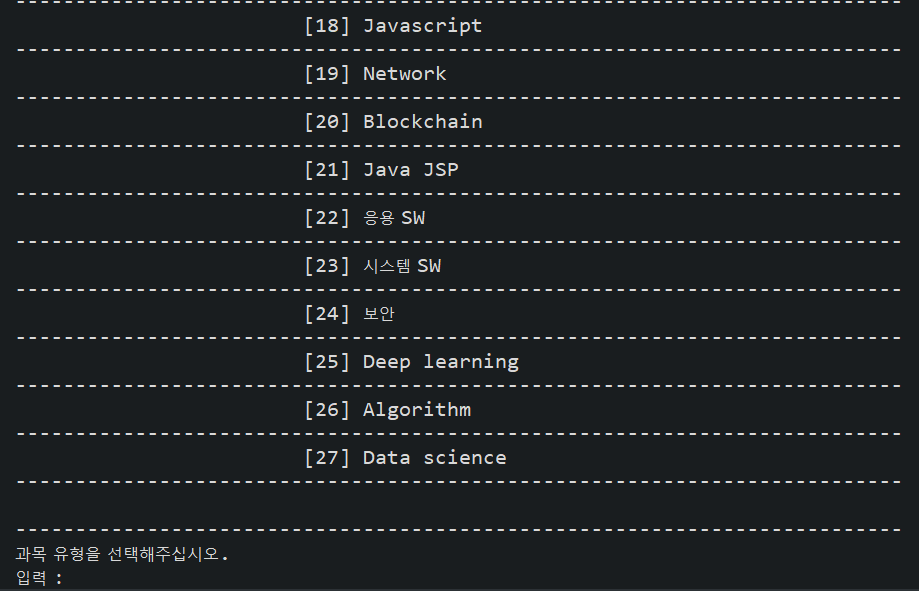 [18] Javascript
[19] Network
[20] Blockchain
[21] Java JSP
[22] 응용 SW
[23] 시스템 SW
[24] 보안
[25] Deep learning
[26] Algorithm
[27] Data science
과목 유형을 선택해주십시오.
입력 :